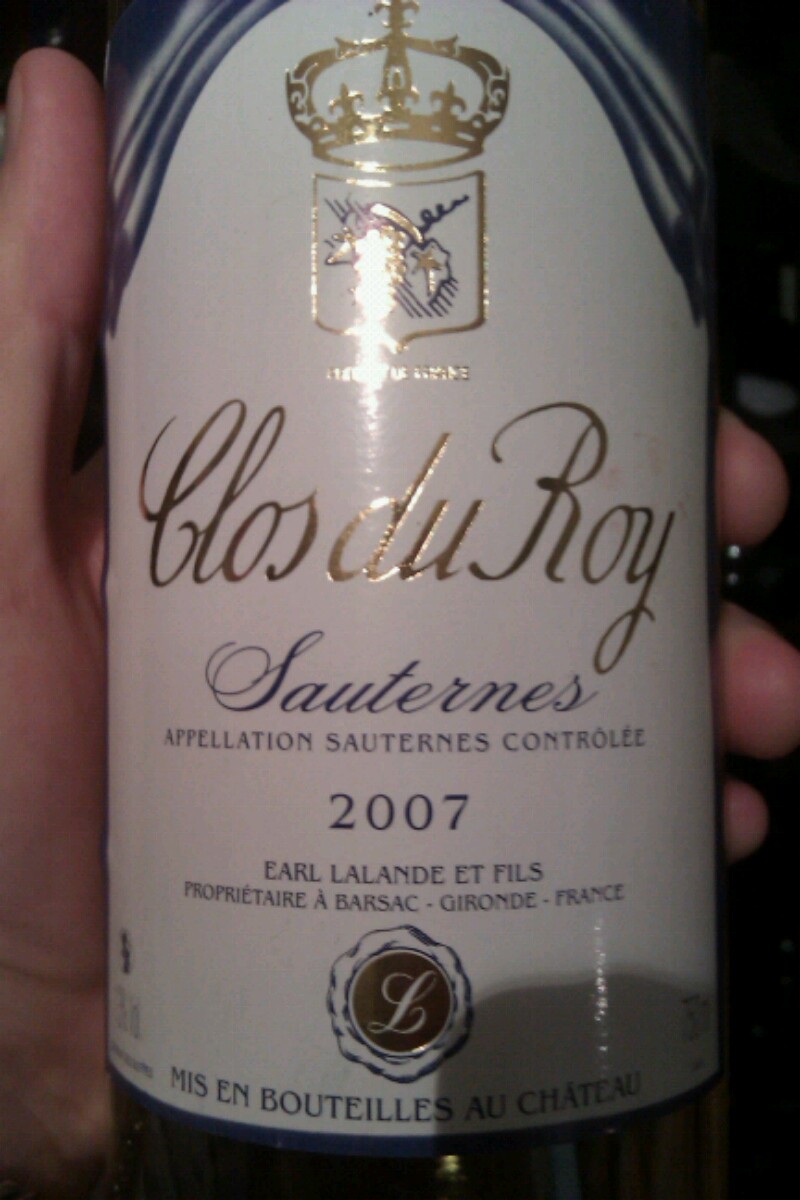 Clos du Roy
Sauternes
APPELLATION SAUTERNES CONTRÔLÉE
2007
EARL LALANDE ET FILS
PROPRIÉTAIRE À BARSAC - GIRONDE - FRANCE
L
MIS EN BOUTEILLES AU CHÂTEAU